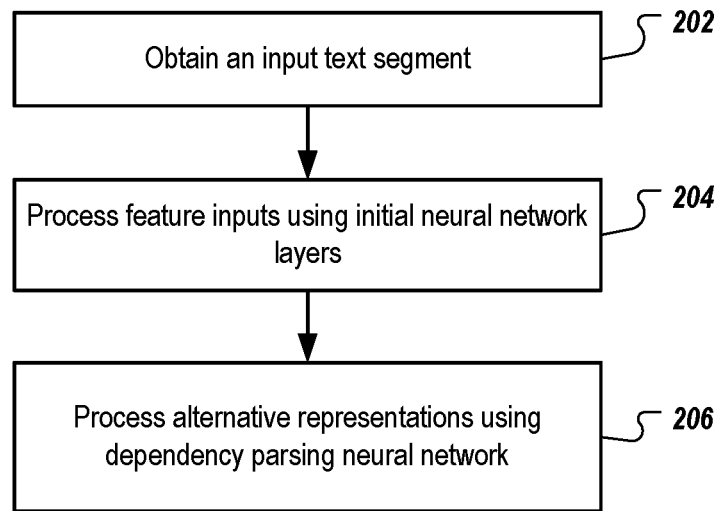 202
Obtain an input text segment
204
Process feature inputs using initial neural network
layers
206
Process alternative representations using
dependency parsing neural network